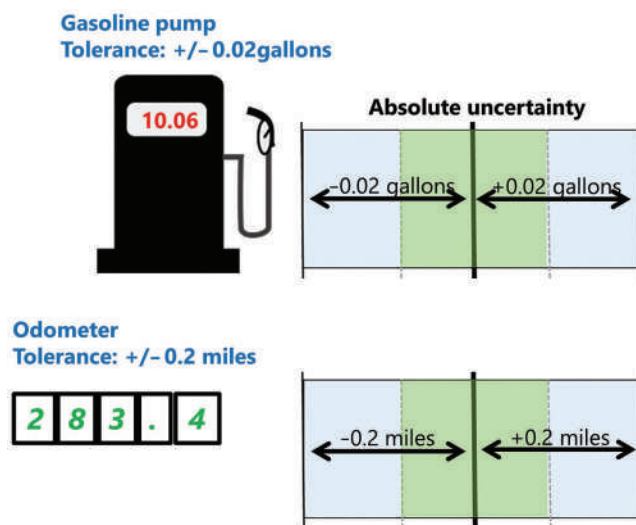 Gasoline pump
Tolerance: +/– 0.02gallons
10.06
Absolute uncertainty
–0.02 gallons
+0.02 gallons
Odometer
Tolerance: +/– 0.2 miles
2 8 3 . 4
–0.2 miles
+0.2 miles